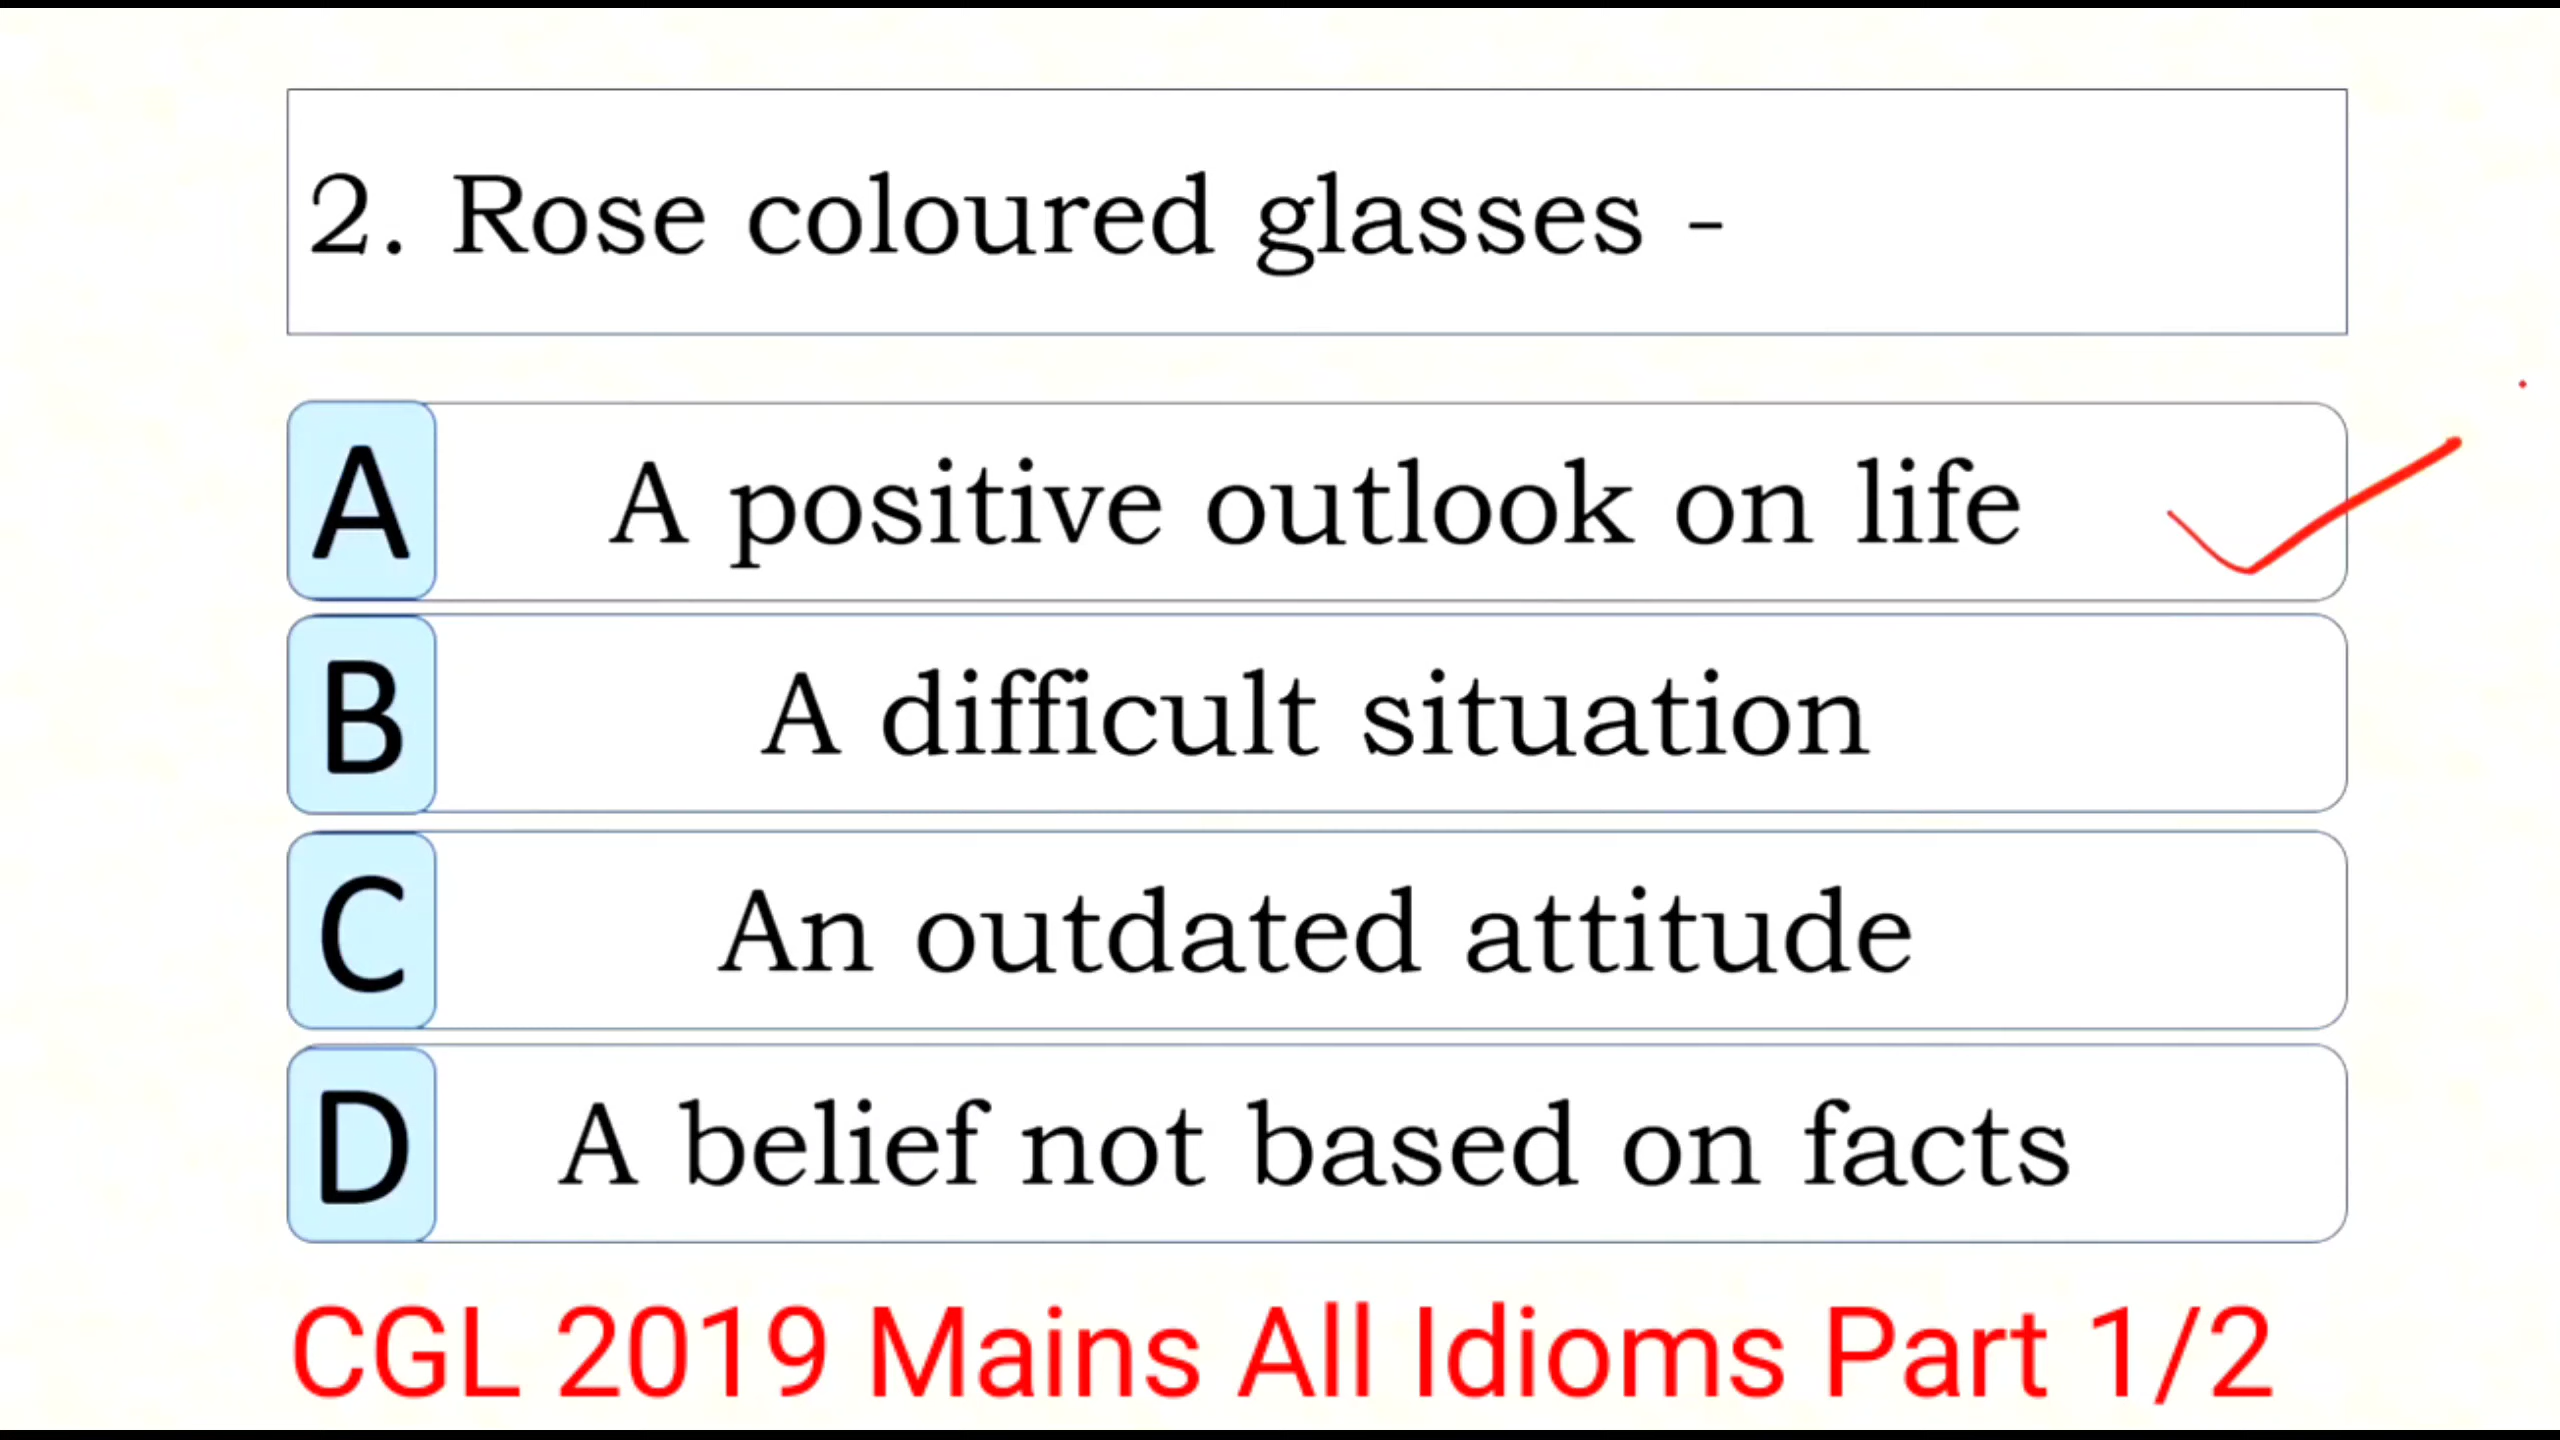 2. Rose coloured glasses -
A A positive outlook on life
B A difficult situation
C An outdated attitude
D A belief not based on facts
CGL 2019 Mains All Idioms Part 1/2